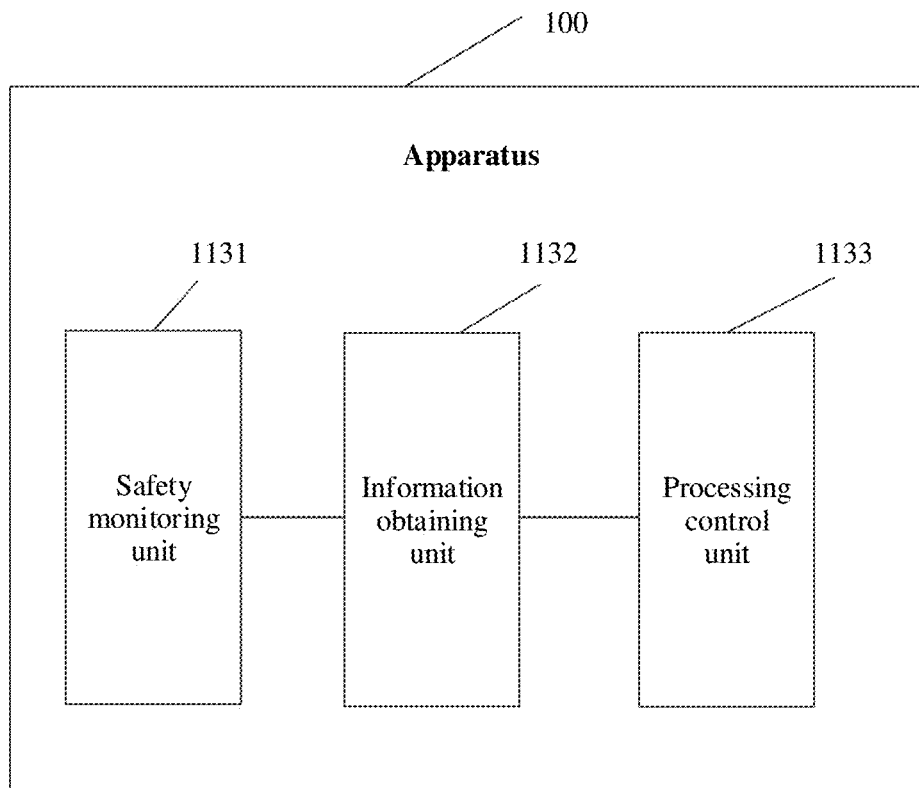 100
Apparatus
1131
1132
1133
Safety
monitoring
unit
Information
obtaining
unit
Processing
control
unit